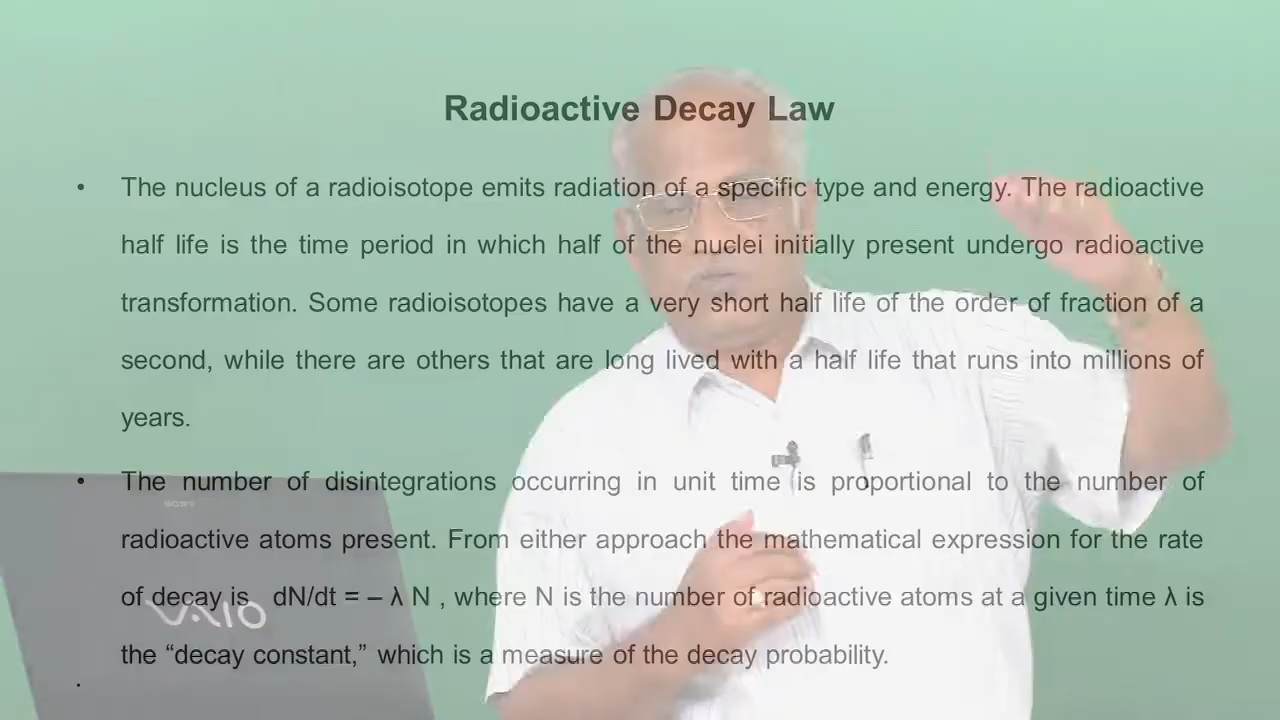 Radioactive Decay Law
• The nucleus of a radioisotope emits radiation of a specific type and energy. The radioactive
half life is the time period in which half of the nuclei initially present undergo radioactive
transformation. Some radioisotopes have a very short half life of the order of fraction of a
second, while there are others that are long lived with a half life that runs into millions of
years.
• The number of disintegrations occurring in unit time is proportional to the number of
SONY
radioactive atoms present. From either approach the mathematical expression for the rate
of decay is dN/dt = – λ N , where N is the number of radioactive atoms at a given time λ is
VAIO
the “decay constant,” which is a measure of the decay probability.
•